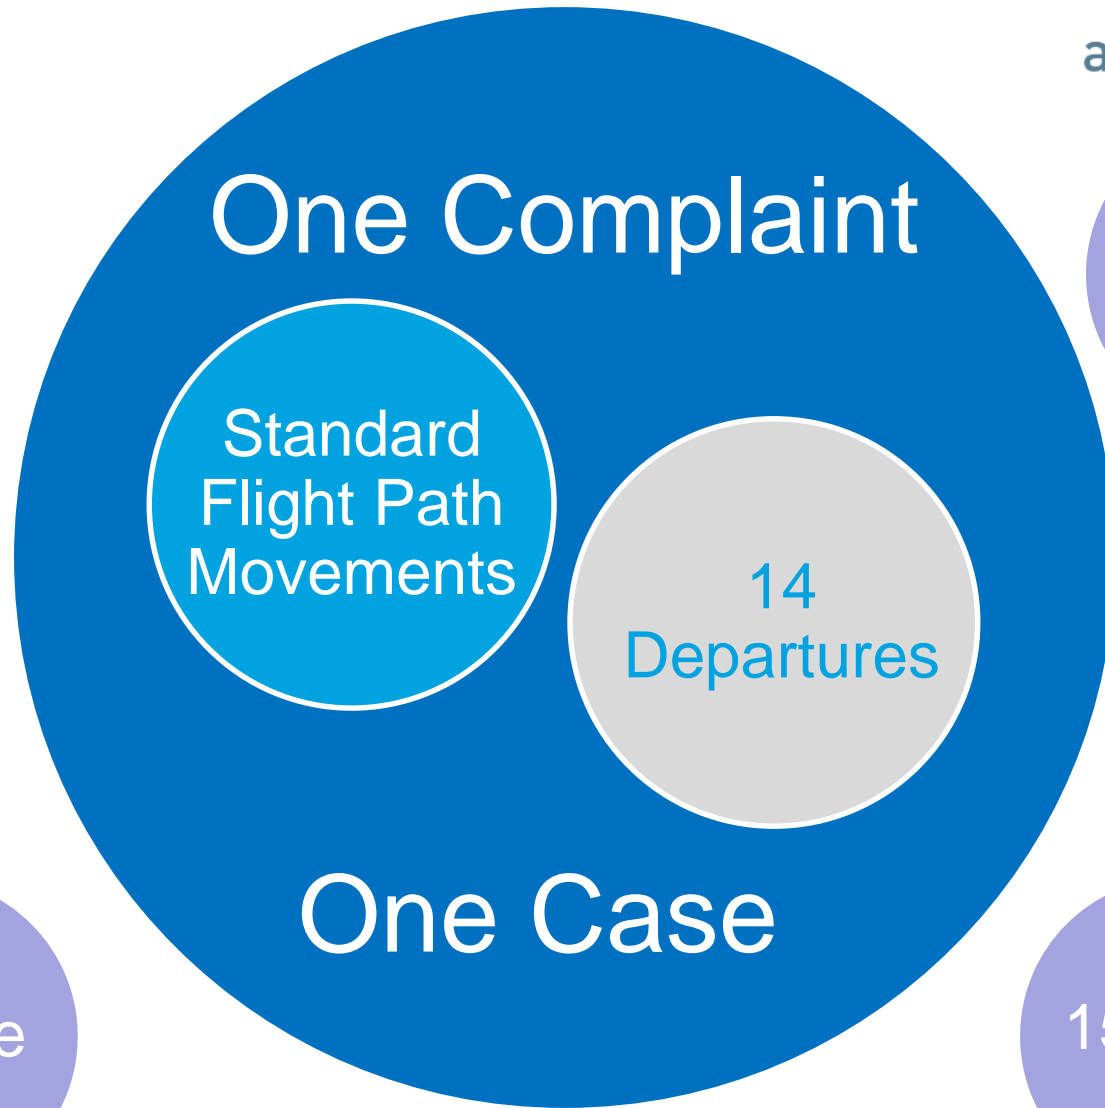 One Complaint
Standard
Flight Path
Movements
14
Departures
One Case